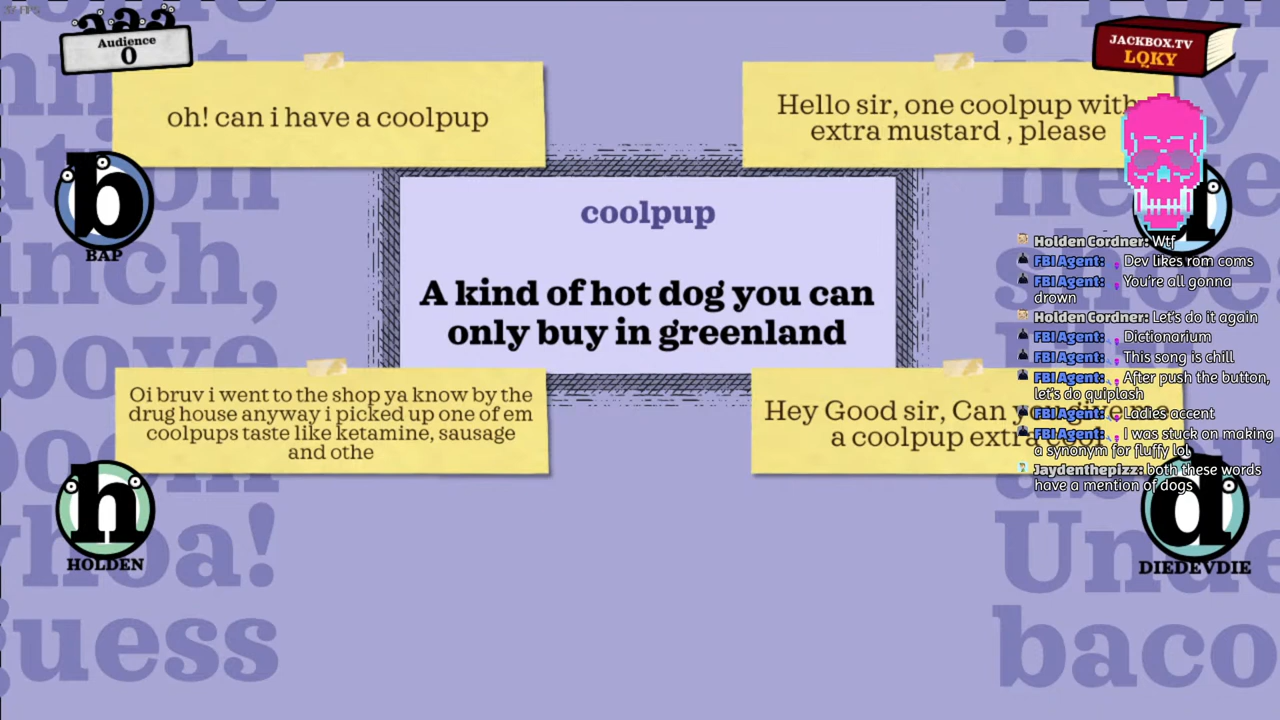 Audience
0
JACKBOX.TV
LQKY
oh! can i have a coolpup
Hello sir, one coolpup with
extra mustard , please
BAP
coolpup
A kind of hot dog you can
only buy in greenland
Oi bruv i went to the shop ya know by the
drug house anyway i picked up one of em
coolpups taste like ketamine, sausage
and othe
Hey Good sir, Can
a coolpup extra
HOLDEN
DIEDEVDIE
Holden Cordner: Wtf
FBI Agent: Dev likes rom coms
FBI Agent: You're all gonna
drown
Holden Cordner: Let's do it again
FBI Agent: Dictionarium
FBI Agent: This song is chill
FBI Agent: After push the button,
let's do quiplash
FBI Agent: Ladies accent
FBI Agent: I was stuck on making
a synonym for fluffy lol
Jaydenthepizz: both these words
have a mention of dogs
inch,
hoa!
guess
baco